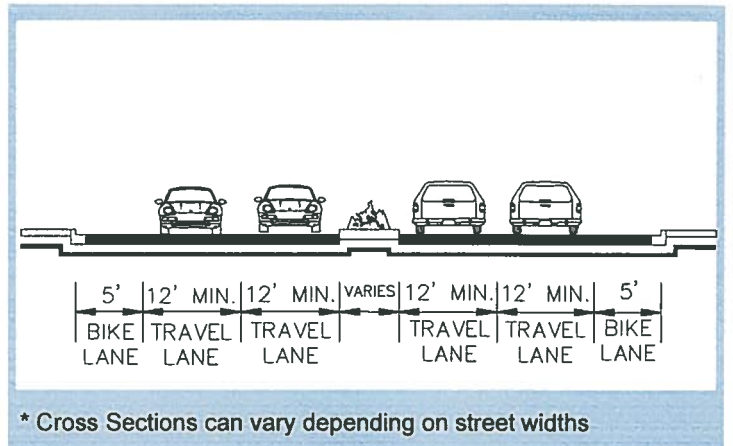 5' 12' MIN. 12' MIN. VARIES 12' MIN. 12' MIN. 5'
BIKE TRAVEL TRAVEL TRAVEL TRAVEL BIKE
LANE LANE LANE LANE LANE LANE
* Cross Sections can vary depending on street widths